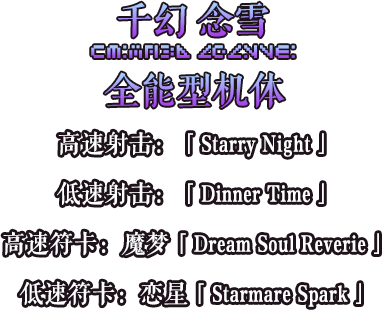 千幻 念雪
全能型机体
高速射击：「 Starry Night 」
低速射击：「 Dinner Time 」
高速符卡：魔梦「 Dream Soul Reverie 」
低速符卡：恋星「 Starmare Spark 」